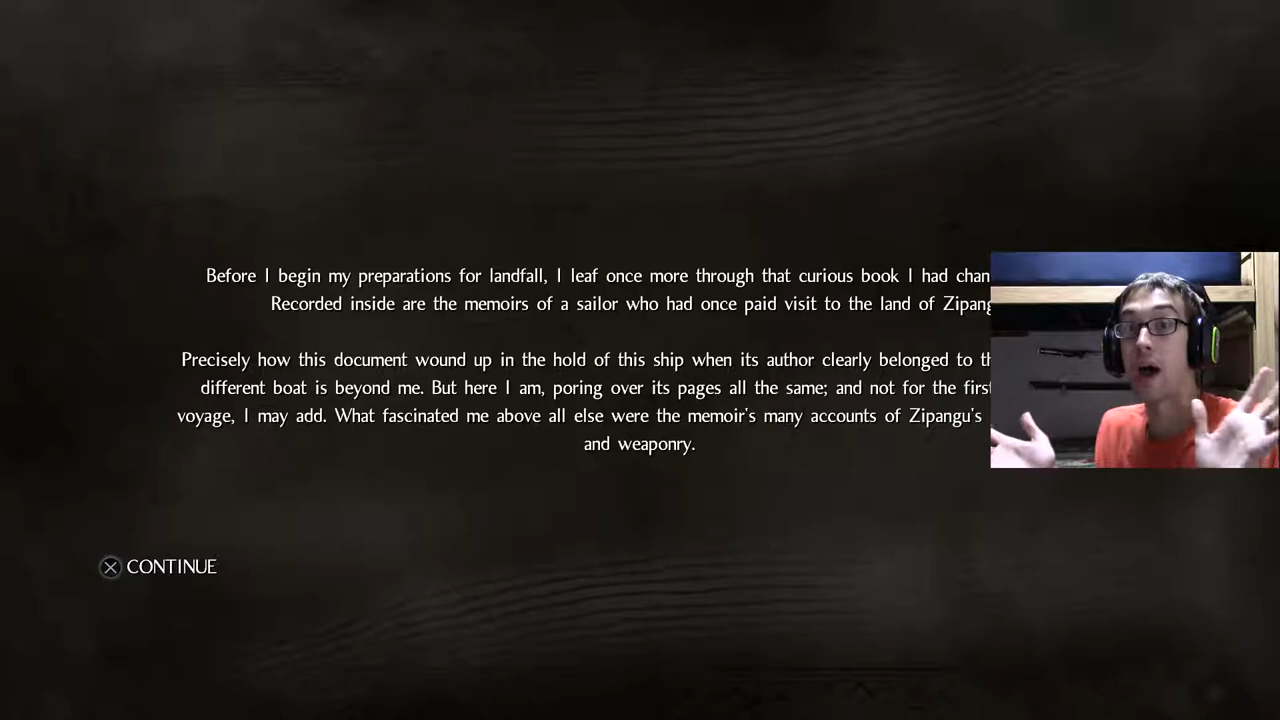 Before I begin my preparations for landfall, I leaf once more through that curious book I had
Recorded inside are the memoirs of a sailor who had once paid visit to the land of
Precisely how this document wound up in the hold of this ship when its author clearly belonged to
different boat is beyond me. But here I am, poring over its pages all the same; and not for the first
voyage, I may add. What fascinated me above all else were the memoir's many accounts of Zipangu's
and weaponry.
CONTINUE